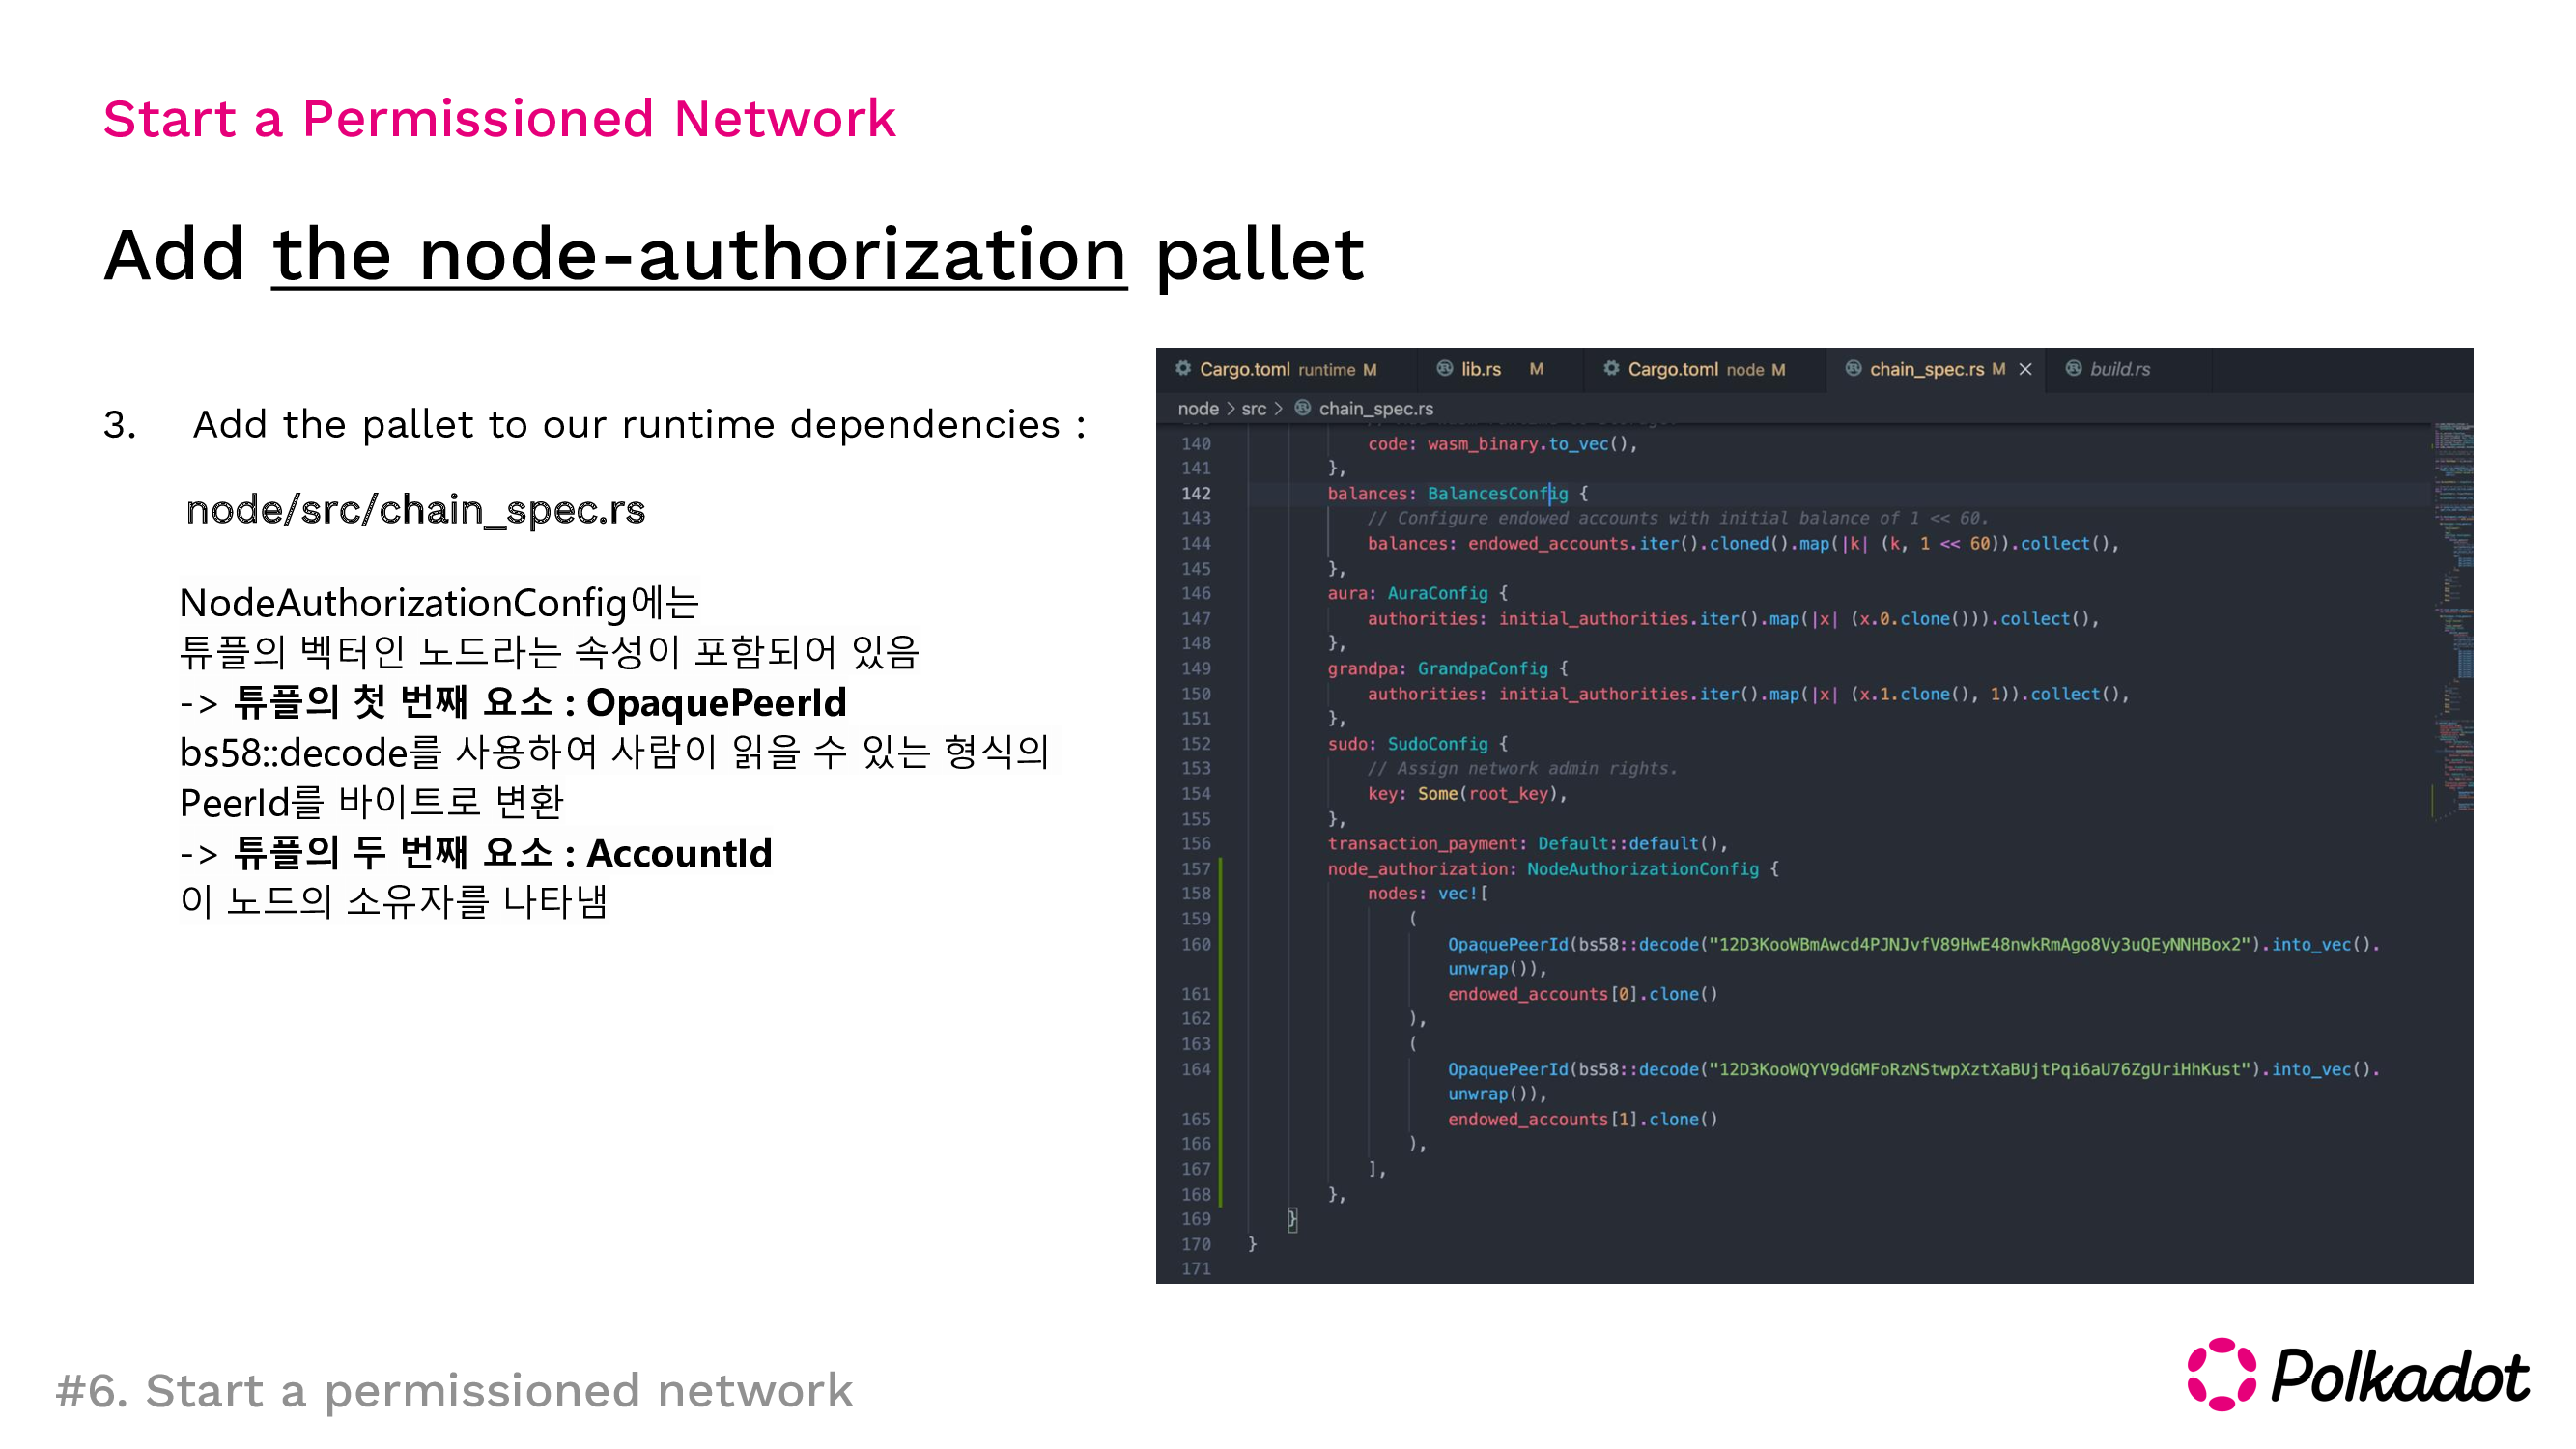 Start a Permissioned Network
Add the node-authorization pallet
3. Add the pallet to our runtime dependencies :
node/src/chain_spec.rs
NodeAuthorizationConfig에는
튜플의 벡터인 노드라는 속성이 포함되어 있음
-> 튜플의 첫 번째 요소 : OpaquePeerId
bs58::decode를 사용하여 사람이 읽을 수 있는 형식의
PeerId를 바이트로 변환
-> 튜플의 두 번째 요소 : AccountId
이 노드의 소유자를 나타냄
Cargo.toml runtime M lib.rs M Cargo.toml node M chain_spec.rs M × build.rs
node > src > chain_spec.rs
140 code: wasm_binary.to_vec(),
141 },
142 balances: BalancesConfig {
143 // Configure endowed accounts with initial balance of 1 << 60.
144 balances: endowed_accounts.iter().cloned().map(|k| (k, 1 << 60)).collect(),
145 },
146 aura: AuraConfig {
147 authorities: initial_authorities.iter().map(|x| (x.0.clone())).collect(),
148 },
149 grandpa: GrandpaConfig {
150 authorities: initial_authorities.iter().map(|x| (x.1.clone(), 1)).collect(),
151 },
152 sudo: SudoConfig {
153 // Assign network admin rights.
154 key: Some(root_key),
155 },
156 transaction_payment: Default::default(),
157 node_authorization: NodeAuthorizationConfig {
158 nodes: vec![
159 (
160 OpaquePeerId(bs58::decode("12D3KooWBmAwcd4PJNJvfV89HwE48nwkRmAgo8Vy3uQEyNNHBox2").into_vec().
unwrap()),
161 endowed_accounts[0].clone()
162 ),
163 (
164 OpaquePeerId(bs58::decode("12D3KooWQYV9dGMFoRzNStwpXztXaBUjtPqi6aU76ZgUriHhKust").into_vec().
unwrap()),
165 endowed_accounts[1].clone()
166 ),
167 ],
168 },
169 }
170 }
171
#6. Start a permissioned network
Polkadot